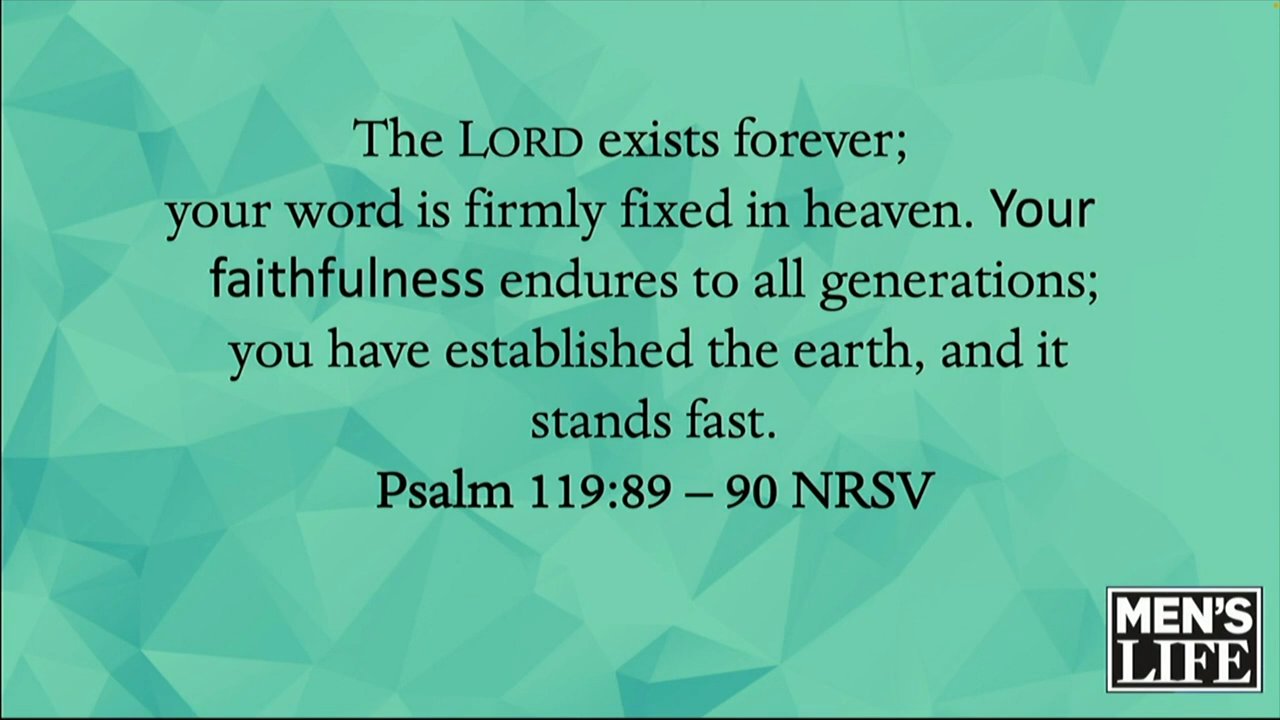 The LORD exists forever;
your word is firmly fixed in heaven. Your
faithfulness endures to all generations;
you have established the earth, and it
stands fast.
Psalm 119:89 – 90 NRSV
MEN'S
LIFE